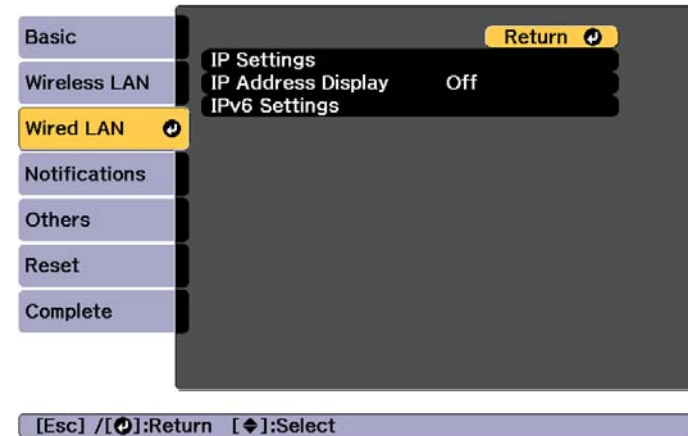 Basic
Wireless LAN
Wired LAN
Notifications
Others
Reset
Complete
Return
IP Settings
IP Address Display Off
IPv6 Settings
[Esc] /[⏎]:Return [◆]:Select